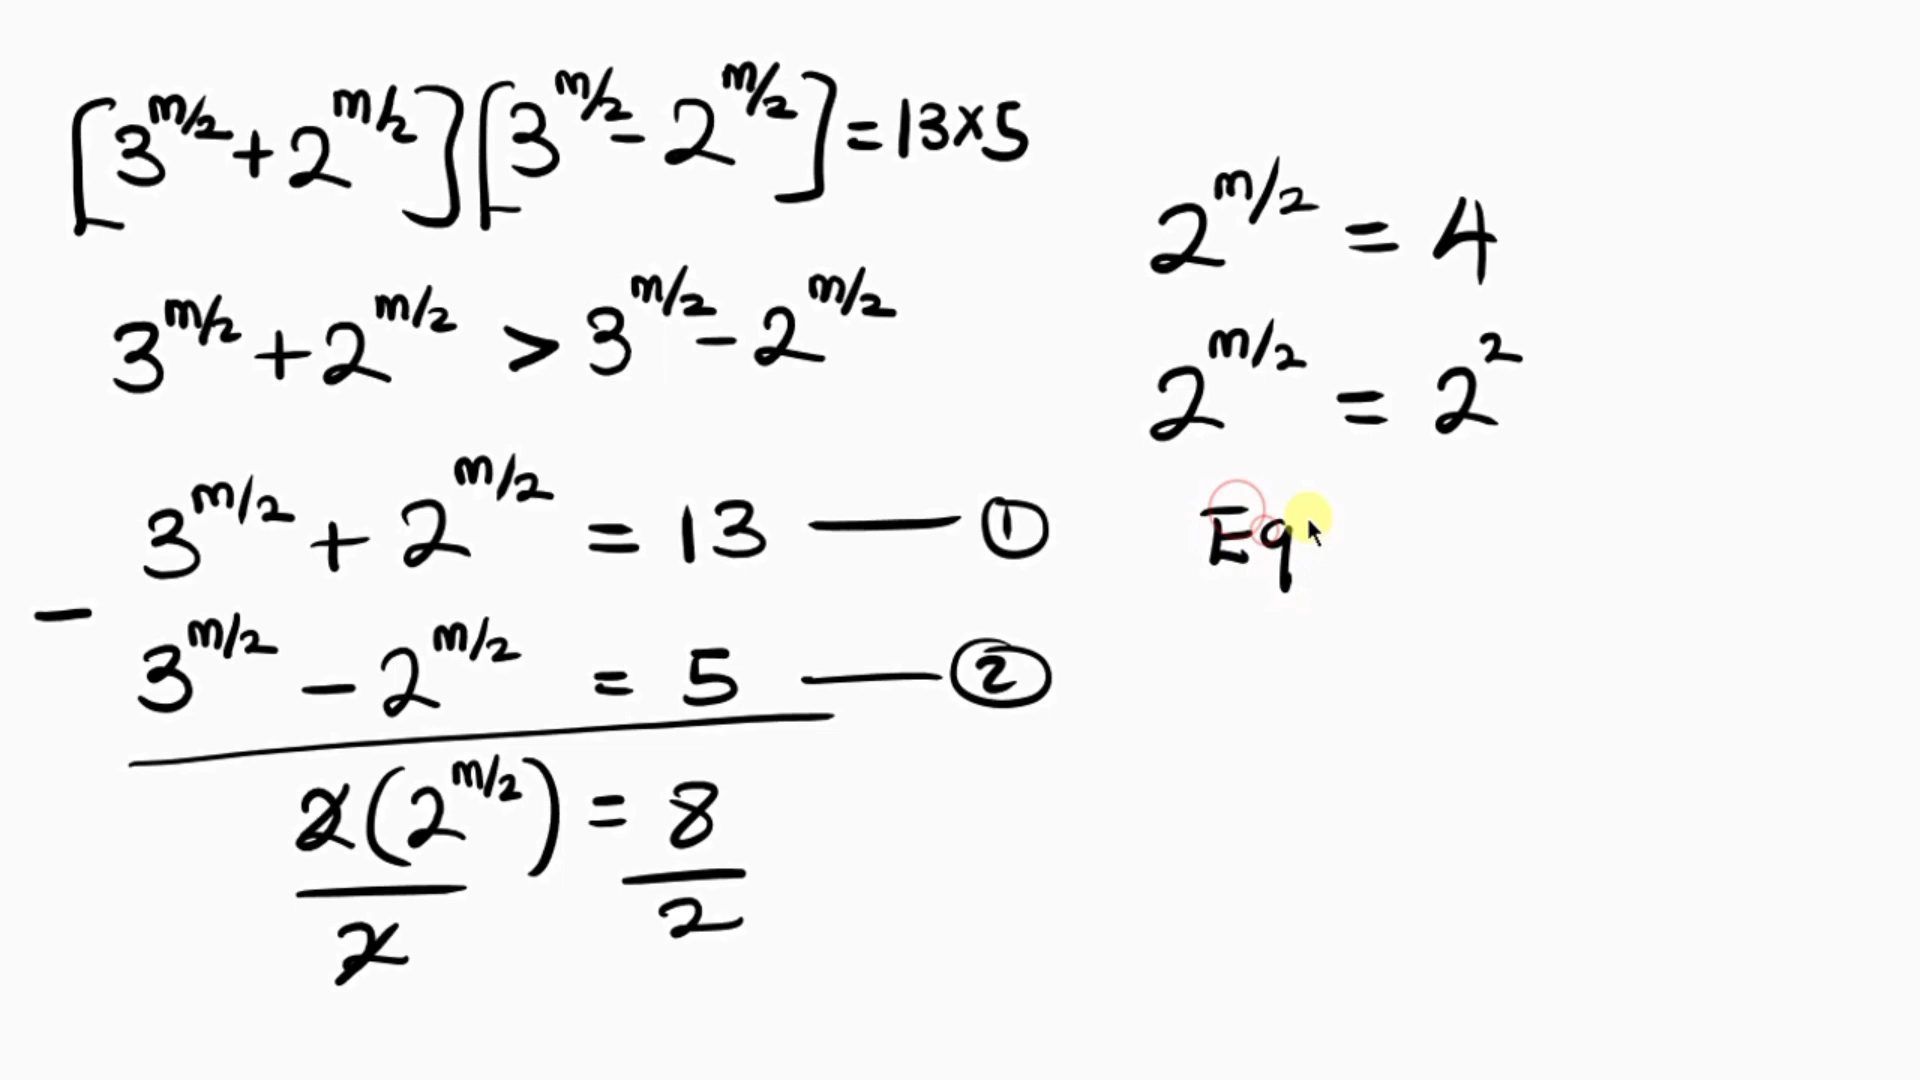 [3^{m/2} + 2^{m/2}] [3^{m/2} - 2^{m/2}] = 13 × 5
3^{m/2} + 2^{m/2} > 3^{m/2} - 2^{m/2}
3^{m/2} + 2^{m/2} = 13 — ①
- 3^{m/2} - 2^{m/2} = 5 — ②
2(2^{m/2})/2 = 8/2
2^{m/2} = 4
2^{m/2} = 2^2
Eq